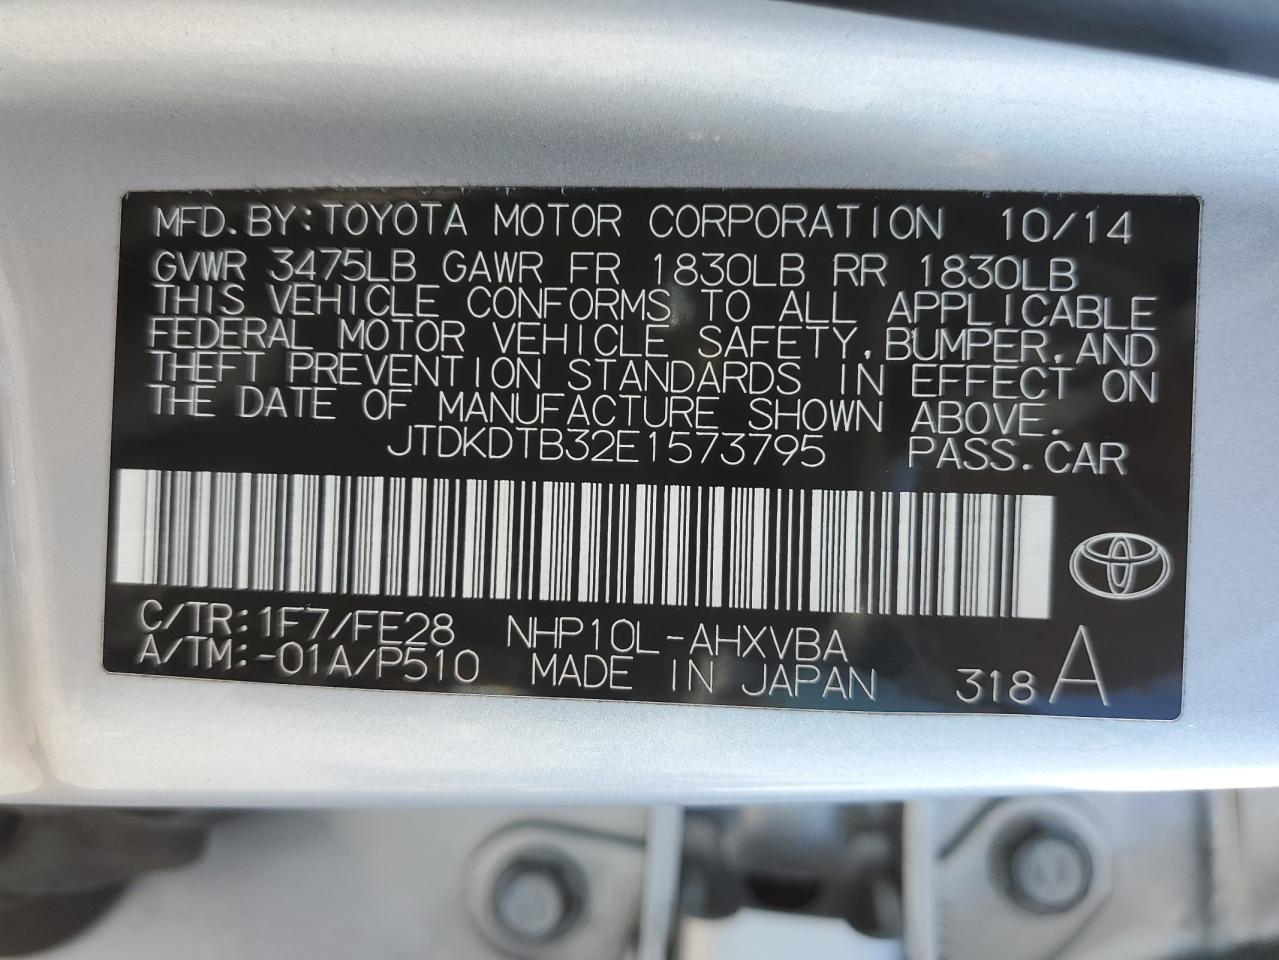 MFD.BY:TOYOTA MOTOR CORPORATION 10/14
GVWR 3475LB GAWR FR 1830LB RR 1830LB
THIS VEHICLE CONFORMS TO ALL APPLICABLE
FEDERAL MOTOR VEHICLE SAFETY,BUMPER,AND
THEFT PREVENTION STANDARDS IN EFFECT ON
THE DATE OF MANUFACTURE SHOWN ABOVE.
JTDKDTB32E1573795 PASS.CAR
C/TR:1F7/FE28 NHP10L-AHXVBA
A/TM:-01A/P510 MADE IN JAPAN 318 A